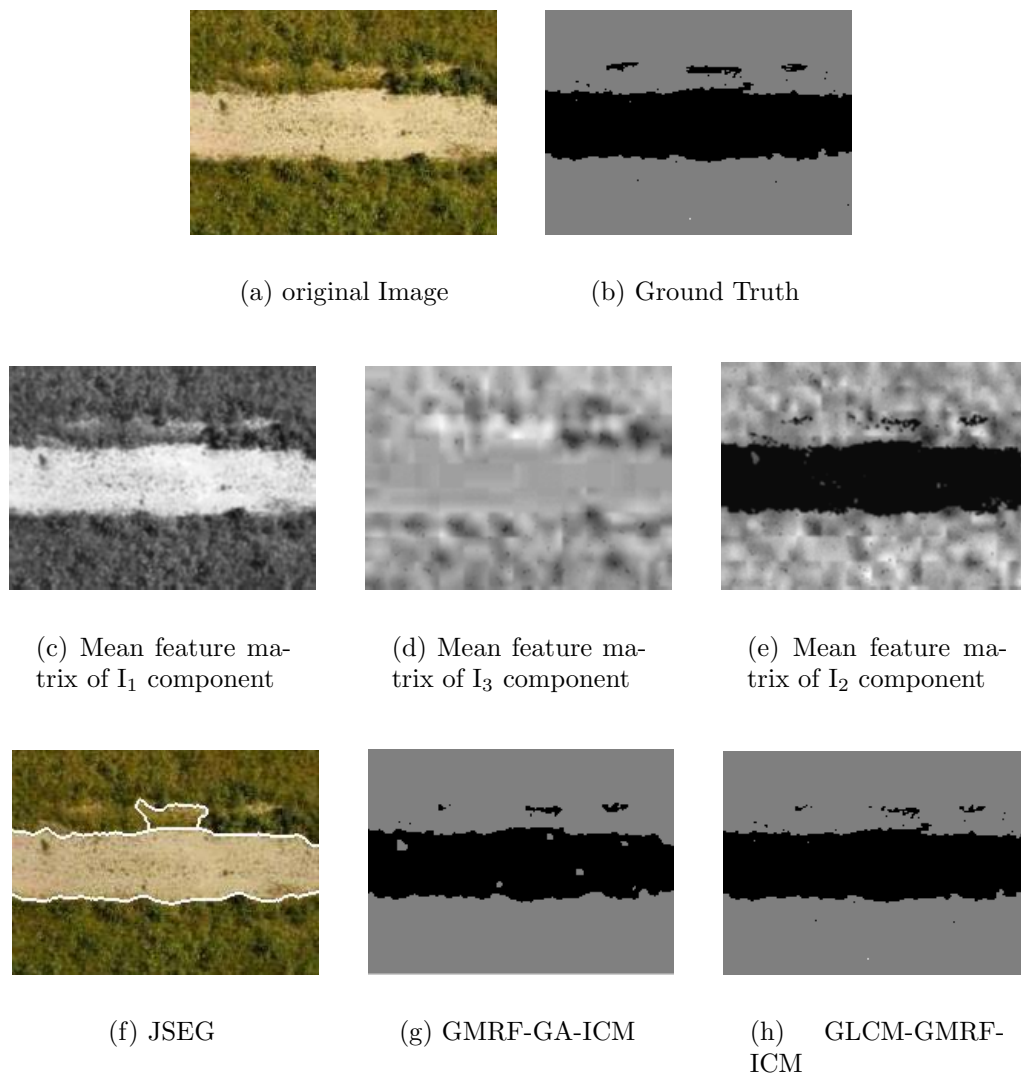 (a) original Image
(b) Ground Truth
(c) Mean feature ma-
trix of I₁ component
(d) Mean feature ma-
trix of I₃ component
(e) Mean feature ma-
trix of I₂ component
(f) JSEG
(g) GMRF-GA-ICM
(h) GLCM-GMRF-
ICM